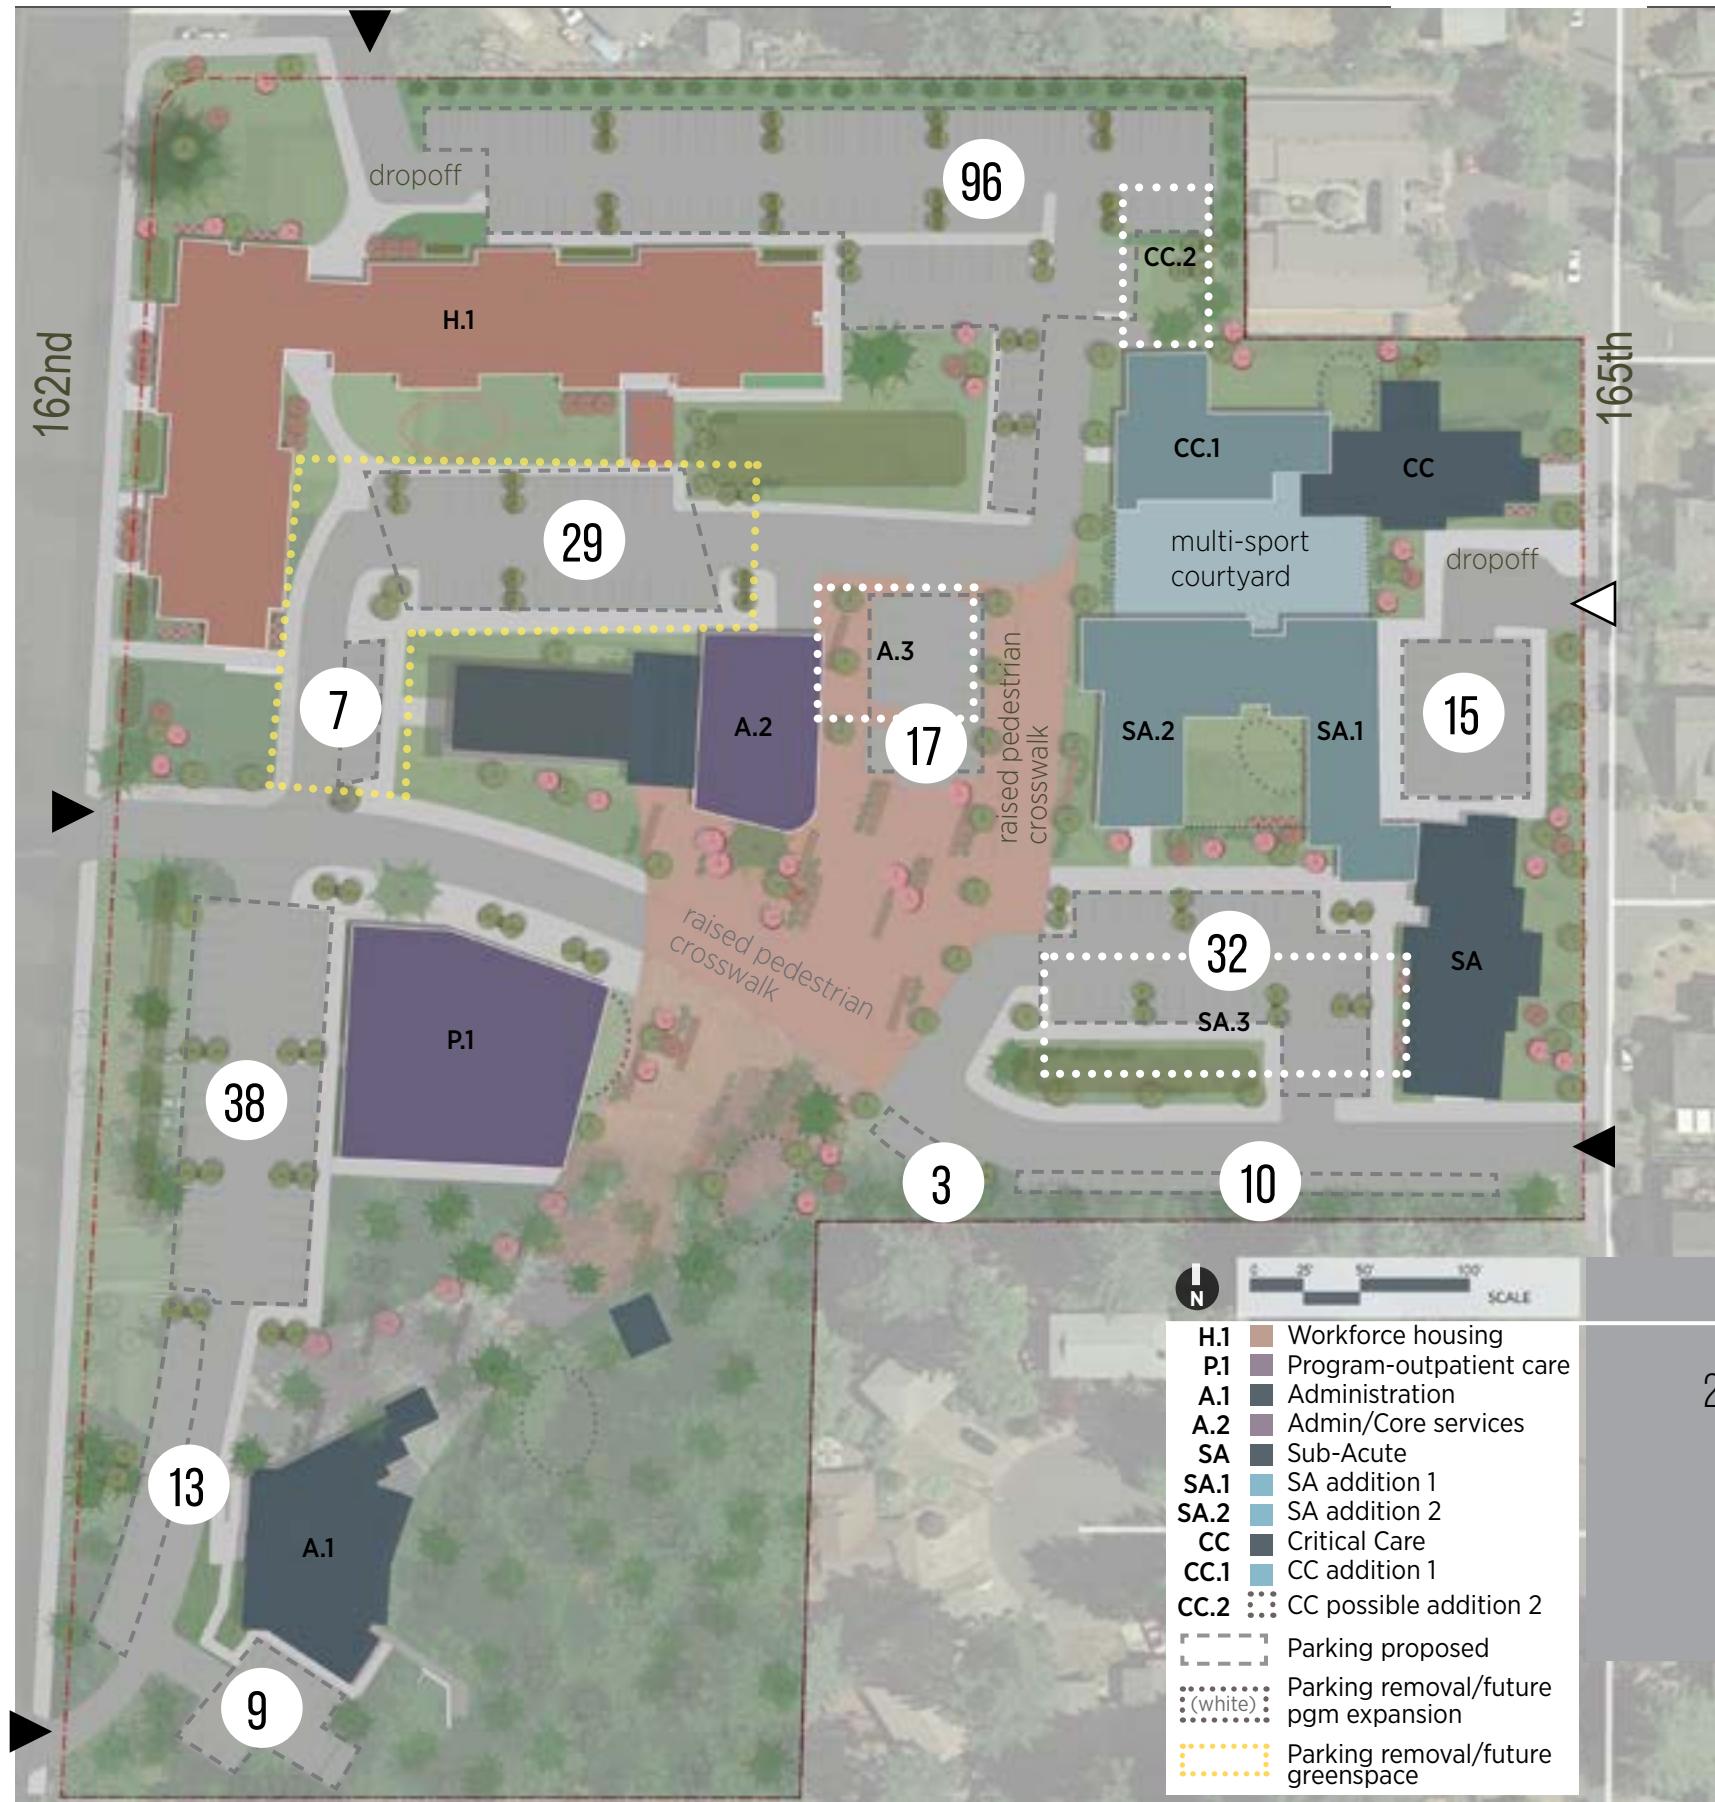 dropoff
96
CC.2
H.1
162nd
165th
CC.1
CC
multi-sport
courtyard
dropoff
29
A.3
7
A.2
17
raised pedestrian
crosswalk
SA.2
SA.1
15
raised pedestrian
crosswalk
32
SA
SA.3
P.1
38
3
10
13
A.1
9
N
0 25' 50' 100'
SCALE
H.1 Workforce housing
P.1 Program-outpatient care
A.1 Administration
A.2 Admin/Core services
SA Sub-Acute
SA.1 SA addition 1
SA.2 SA addition 2
CC Critical Care
CC.1 CC addition 1
CC.2 CC possible addition 2
Parking proposed
(white) Parking removal/future
pgm expansion
Parking removal/future
greenspace